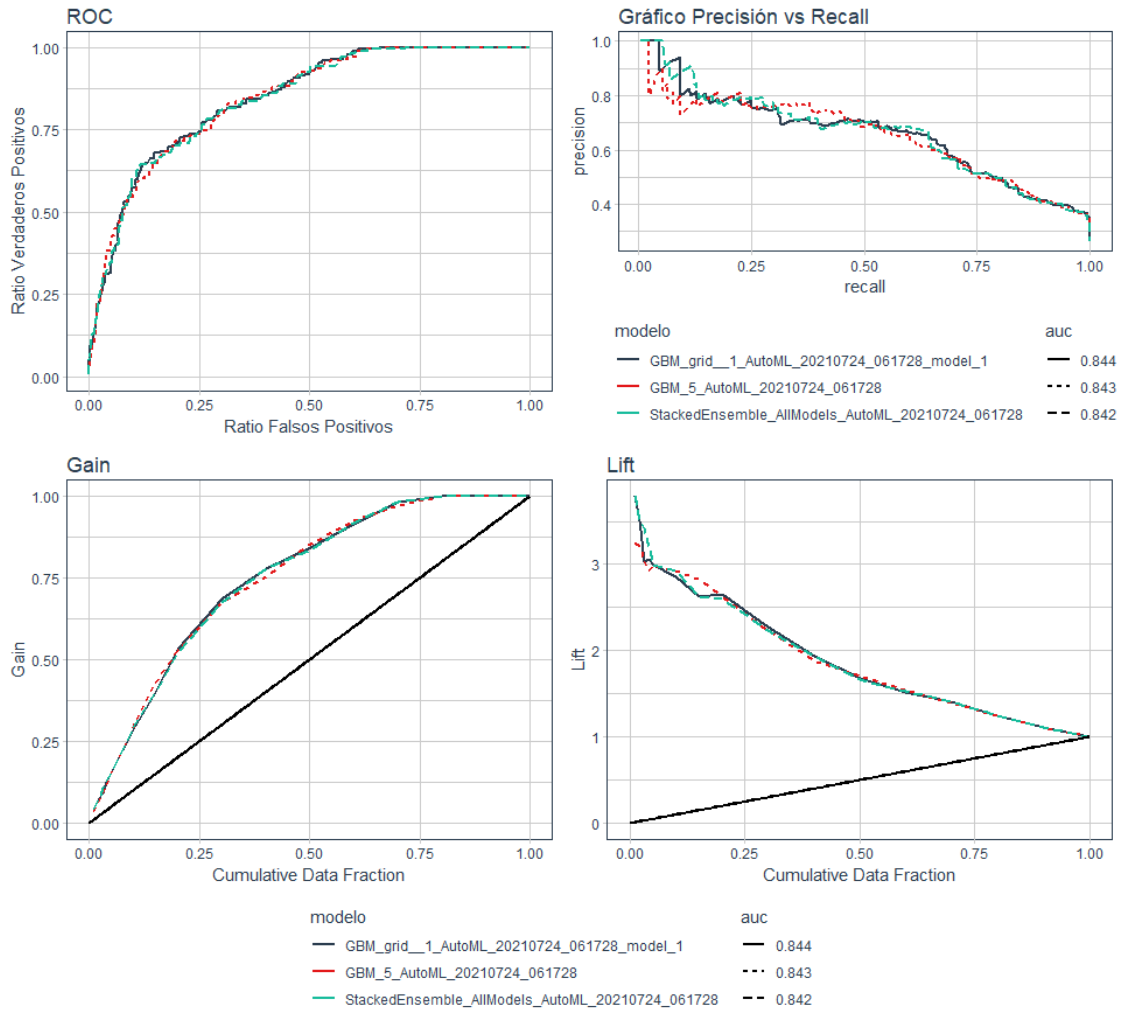 ROC
1.00
0.75
0.50
0.25
0.00
Ratio Verdaderos Positivos
0.00 0.25 0.50 0.75 1.00
Ratio Falsos Positivos
Gráfico Precisión vs Recall
1.0
0.8
0.6
0.4
precision
0.00 0.25 0.50 0.75 1.00
recall
modelo auc
GBM_grid__1_AutoML_20210724_061728_model_1 0.844
GBM_5_AutoML_20210724_061728 0.843
StackedEnsemble_AllModels_AutoML_20210724_061728 0.842
Gain
1.00
0.75
0.50
0.25
0.00
Gain
0.00 0.25 0.50 0.75 1.00
Cumulative Data Fraction
Lift
3
2
1
0
Lift
0.00 0.25 0.50 0.75 1.00
Cumulative Data Fraction
modelo auc
GBM_grid__1_AutoML_20210724_061728_model_1 0.844
GBM_5_AutoML_20210724_061728 0.843
StackedEnsemble_AllModels_AutoML_20210724_061728 0.842